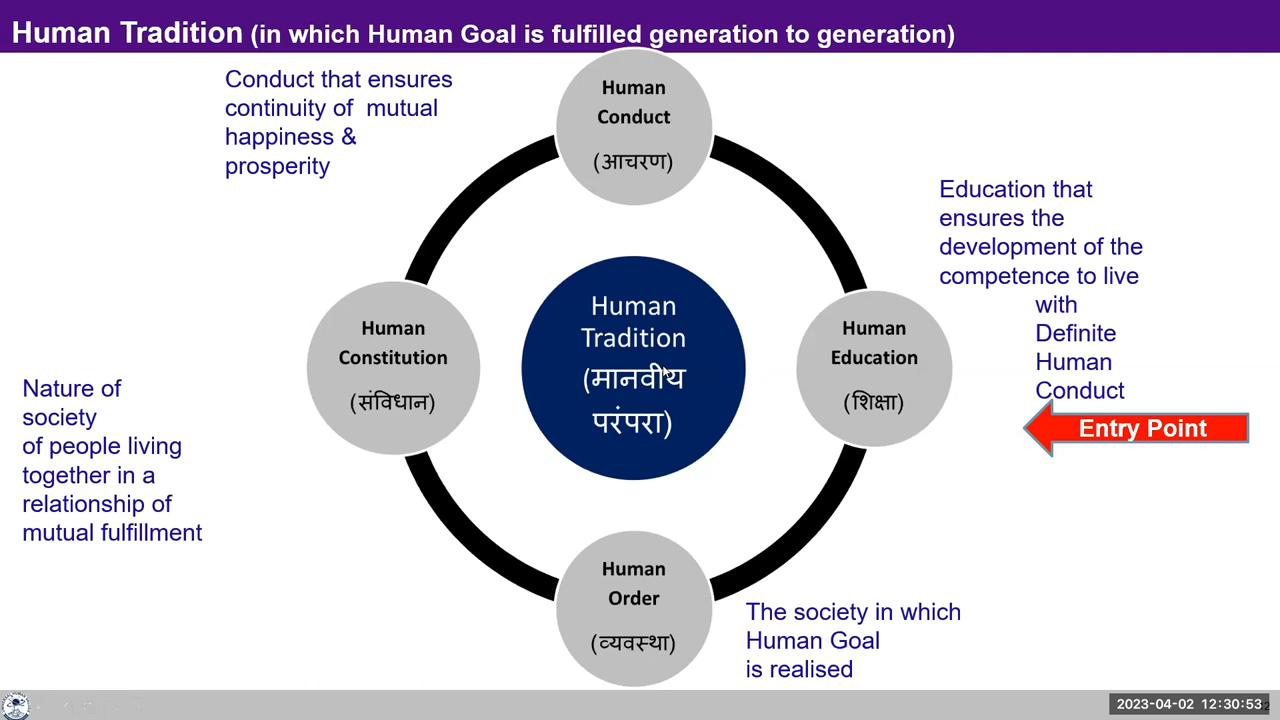 Human Tradition (in which Human Goal is fulfilled generation to generation)
Conduct that ensures
continuity of mutual
happiness &
prosperity
Human
Conduct
(आचरण)
Education that
ensures the
development of the
competence to live
with
Definite
Human
Conduct
Entry Point
Human
Education
(शिक्षा)
Human
Tradition
(मानवीय
परंपरा)
Human
Constitution
(संविधान)
Nature of
society
of people living
together in a
relationship of
mutual fulfillment
Human
Order
(व्यवस्था)
The society in which
Human Goal
is realised
2023-04-02 12:30:53